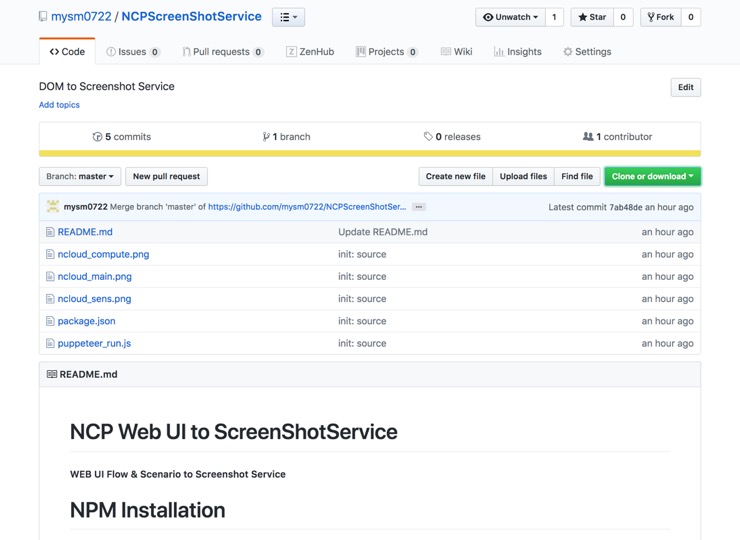 mysm0722 / NCPScreenShotService
Unwatch 1 Star 0 Fork 0
Code Issues 0 Pull requests 0 ZenHub Projects 0 Wiki Insights Settings
DOM to Screenshot Service Edit
Add topics
5 commits 1 branch 0 releases 1 contributor
Branch: master New pull request Create new file Upload files Find file Clone or download
mysm0722 Merge branch 'master' of https://github.com/mysm0722/NCPScreenShotSer... ... Latest commit 7ab48de an hour ago
README.md Update README.md an hour ago
ncloud_compute.png init: source an hour ago
ncloud_main.png init: source an hour ago
ncloud_sens.png init: source an hour ago
package.json init: source an hour ago
puppeteer_run.js init: source an hour ago
README.md
NCP Web UI to ScreenShotService
WEB UI Flow & Scenario to Screenshot Service
NPM Installation